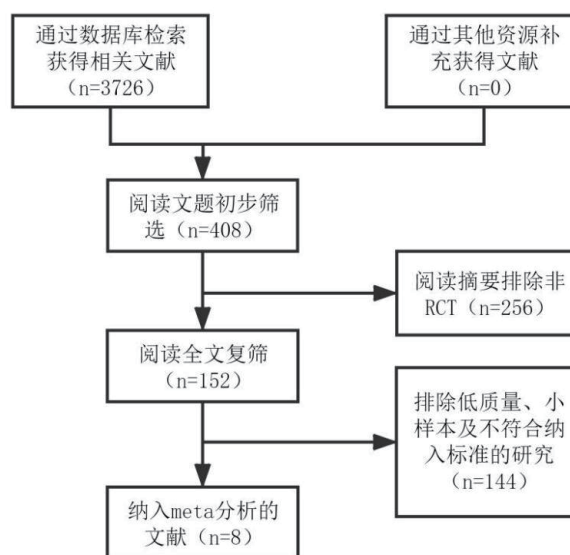 通过数据库检索
获得相关文献
（n=3726）
通过其他资源补
充获得文献
（n=0）
阅读文题初步筛
选（n=408）
阅读摘要排除非
RCT（n=256）
阅读全文复筛
（n=152）
排除低质量、小
样本及不符合纳
入标准的研究
（n=144）
纳入meta分析的
文献（n=8）